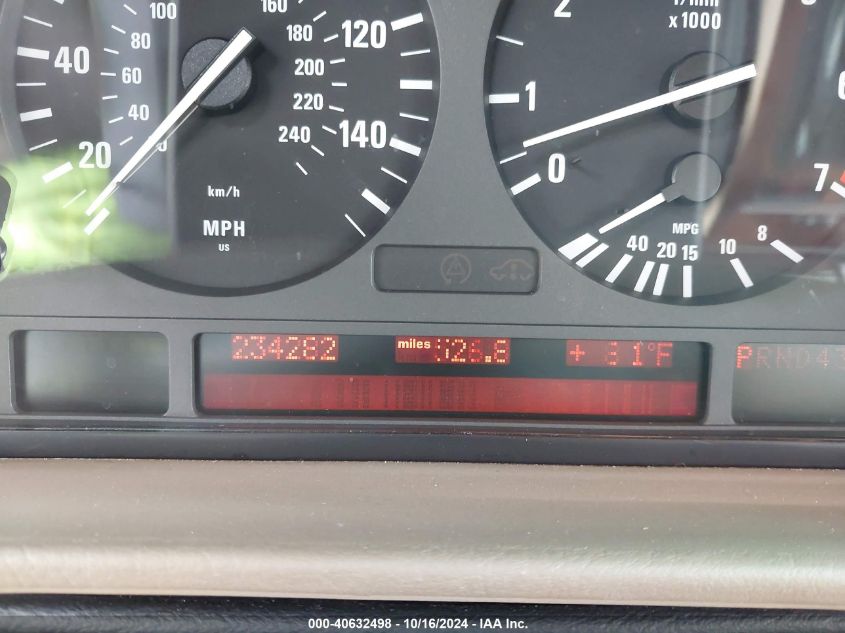 160
2
1/min
x1000
100
120
180
40
80
200
60
1
220
40
240
140
20
0
7
km/h
MPH
US
MPG
40 20 15 10 8
234282
miles
+ 81°F
PRND43
000-40632498 - 10/16/2024 - IAA Inc.